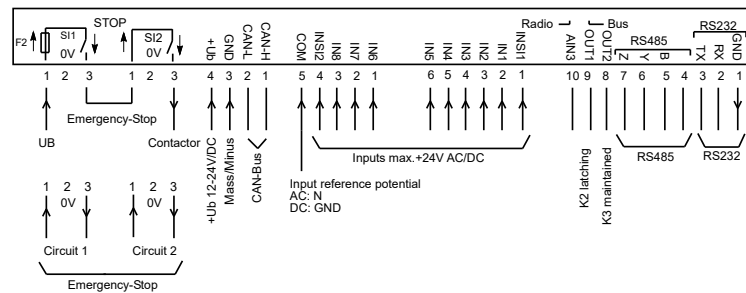 STOP
F2
SI1
SI2
0V
0V
+Ub
GND
CAN-L
CAN-H
COM
INSI2
IN8
IN7
IN6
IN5
IN4
IN3
IN2
IN1
INSI1
Radio
Bus
AIN3
OUT1
OUT2
RS485
Z
Y
B
RS232
TX
RX
GND
1 2 3 1 2 3 4 3 2 1 5 4 3 2 1 6 5 4 3 2 1 10 9 8 7 6 5 4 3 2 1
Emergency-Stop
UB
Contactor
+Ub 12-24V/DC
Mass/Minus
CAN-Bus
Inputs max.+24V AC/DC
Input reference potential
AC: N
DC: GND
K2 latching
K3 maintained
RS485
RS232
1 2 3 1 2 3
0V 0V
Circuit 1 Circuit 2
Emergency-Stop